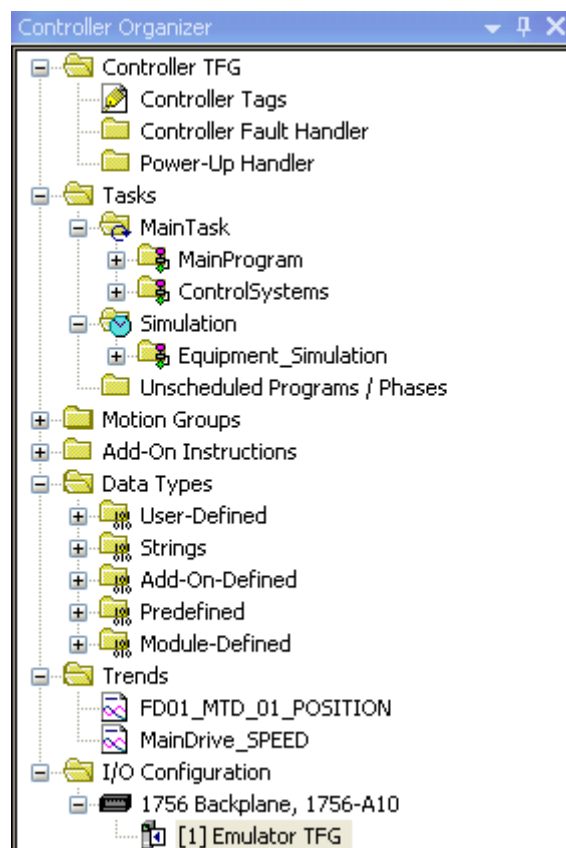 Controller Organizer
Controller TFG
Controller Tags
Controller Fault Handler
Power-Up Handler
Tasks
MainTask
MainProgram
ControlSystems
Simulation
Equipment_Simulation
Unscheduled Programs / Phases
Motion Groups
Add-On Instructions
Data Types
User-Defined
Strings
Add-On-Defined
Predefined
Module-Defined
Trends
FD01_MTD_01_POSITION
MainDrive_SPEED
I/O Configuration
1756 Backplane, 1756-A10
[1] Emulator TFG